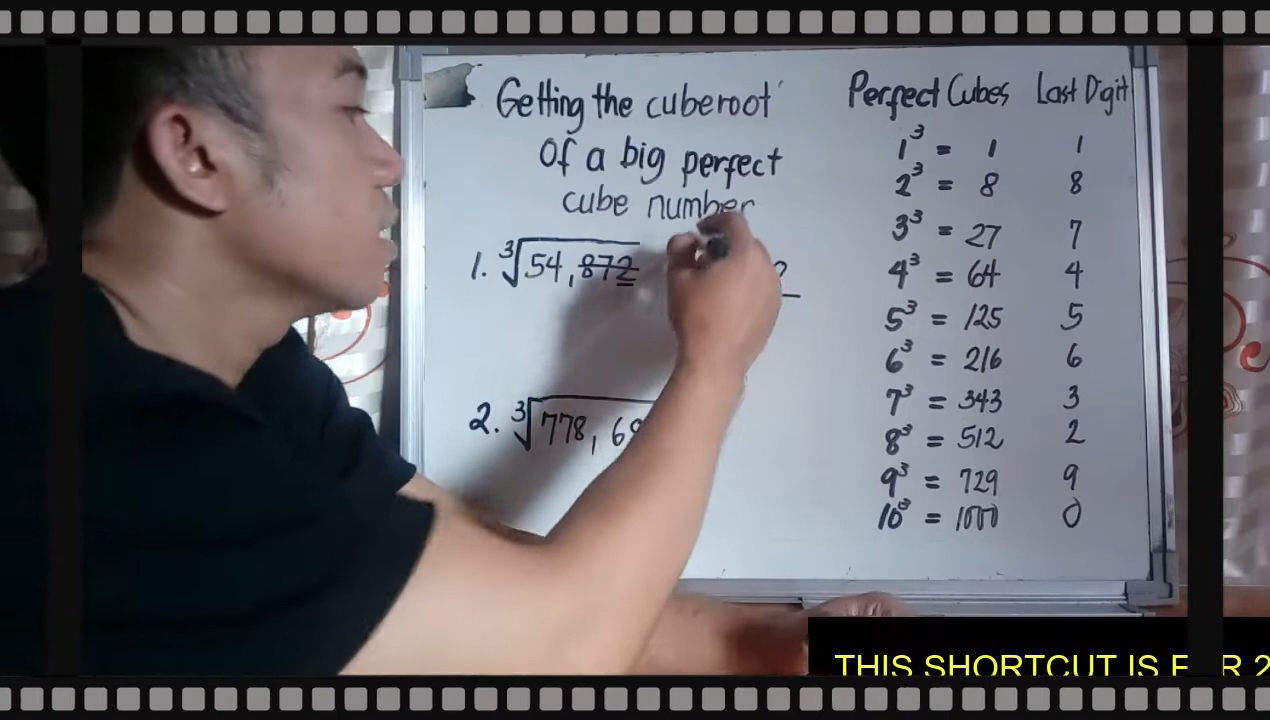 Getting the cuberoot
Of a big perfect
cube number
1. ∛54,872
2. ∛778,68
Perfect Cubes Last Digit
1³ = 1 1
2³ = 8 8
3³ = 27 7
4³ = 64 4
5³ = 125 5
6³ = 216 6
7³ = 343 3
8³ = 512 2
9³ = 729 9
10³ = 1000 0
THIS SHORTCUT IS F R 2